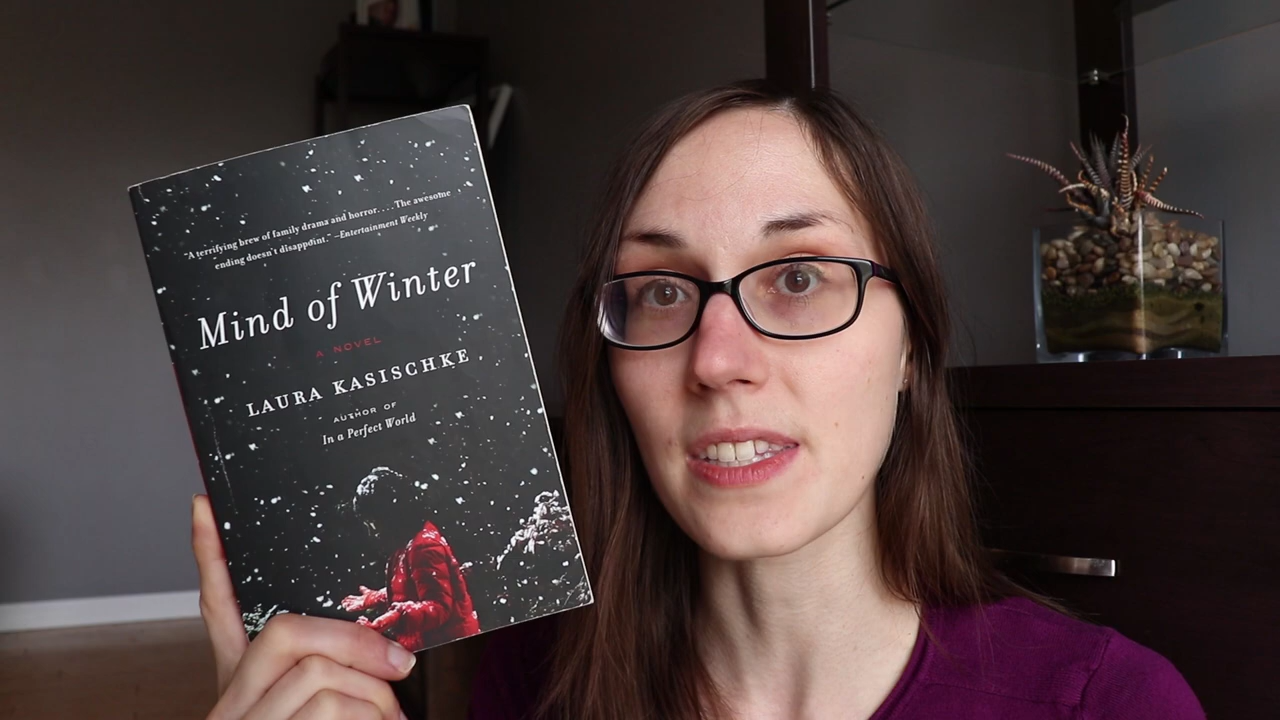 “A terrifying brew of family drama and horror. . . . The awesome
ending doesn’t disappoint.” —Entertainment Weekly
Mind of Winter
A NOVEL
LAURA KASISCHKE
AUTHOR OF
In a Perfect World